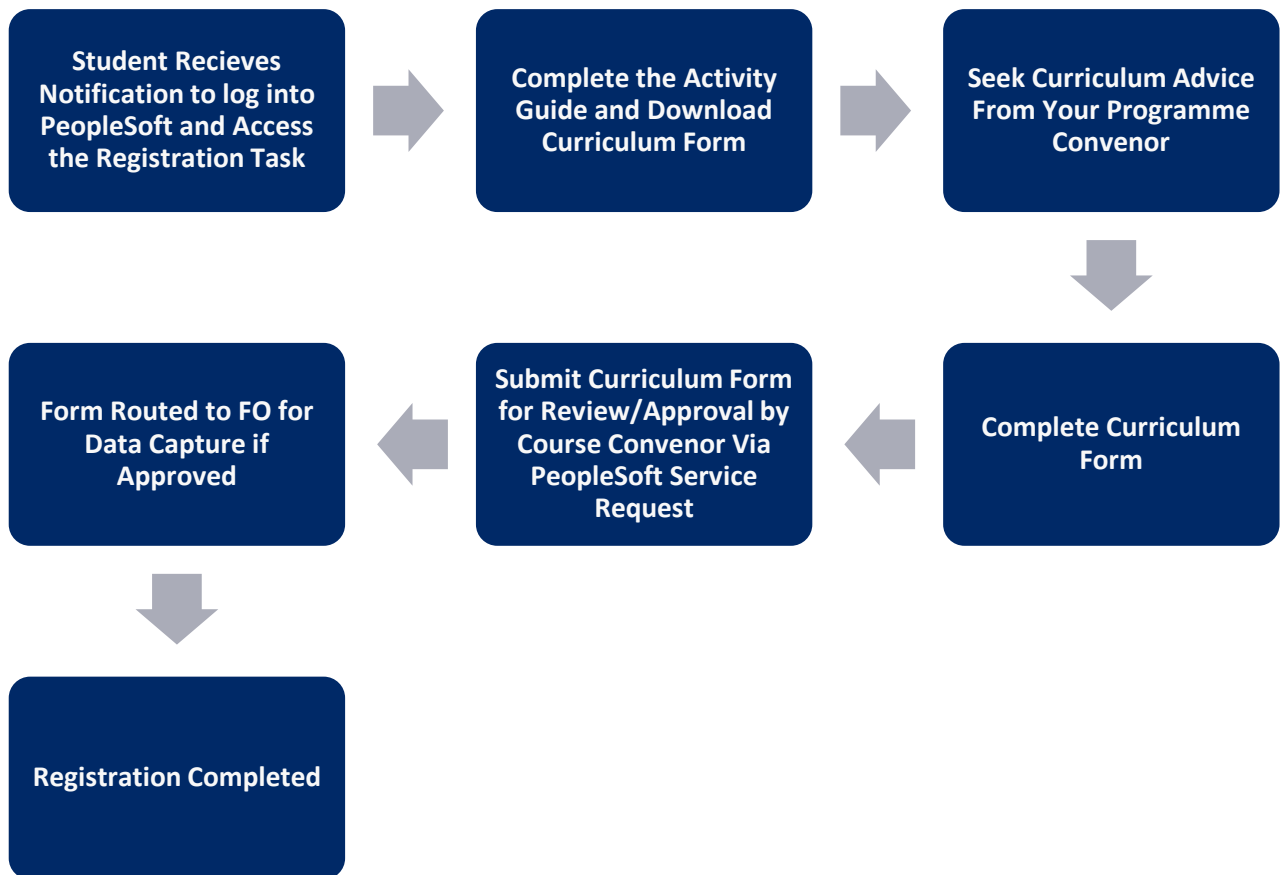 Student Recieves
Notification to log into
PeopleSoft and Access
the Registration Task
Complete the Activity
Guide and Download
Curriculum Form
Seek Curriculum Advice
From Your Programme
Convenor
Complete Curriculum
Form
Submit Curriculum Form
for Review/Approval by
Course Convenor Via
PeopleSoft Service
Request
Form Routed to FO for
Data Capture if
Approved
Registration Completed